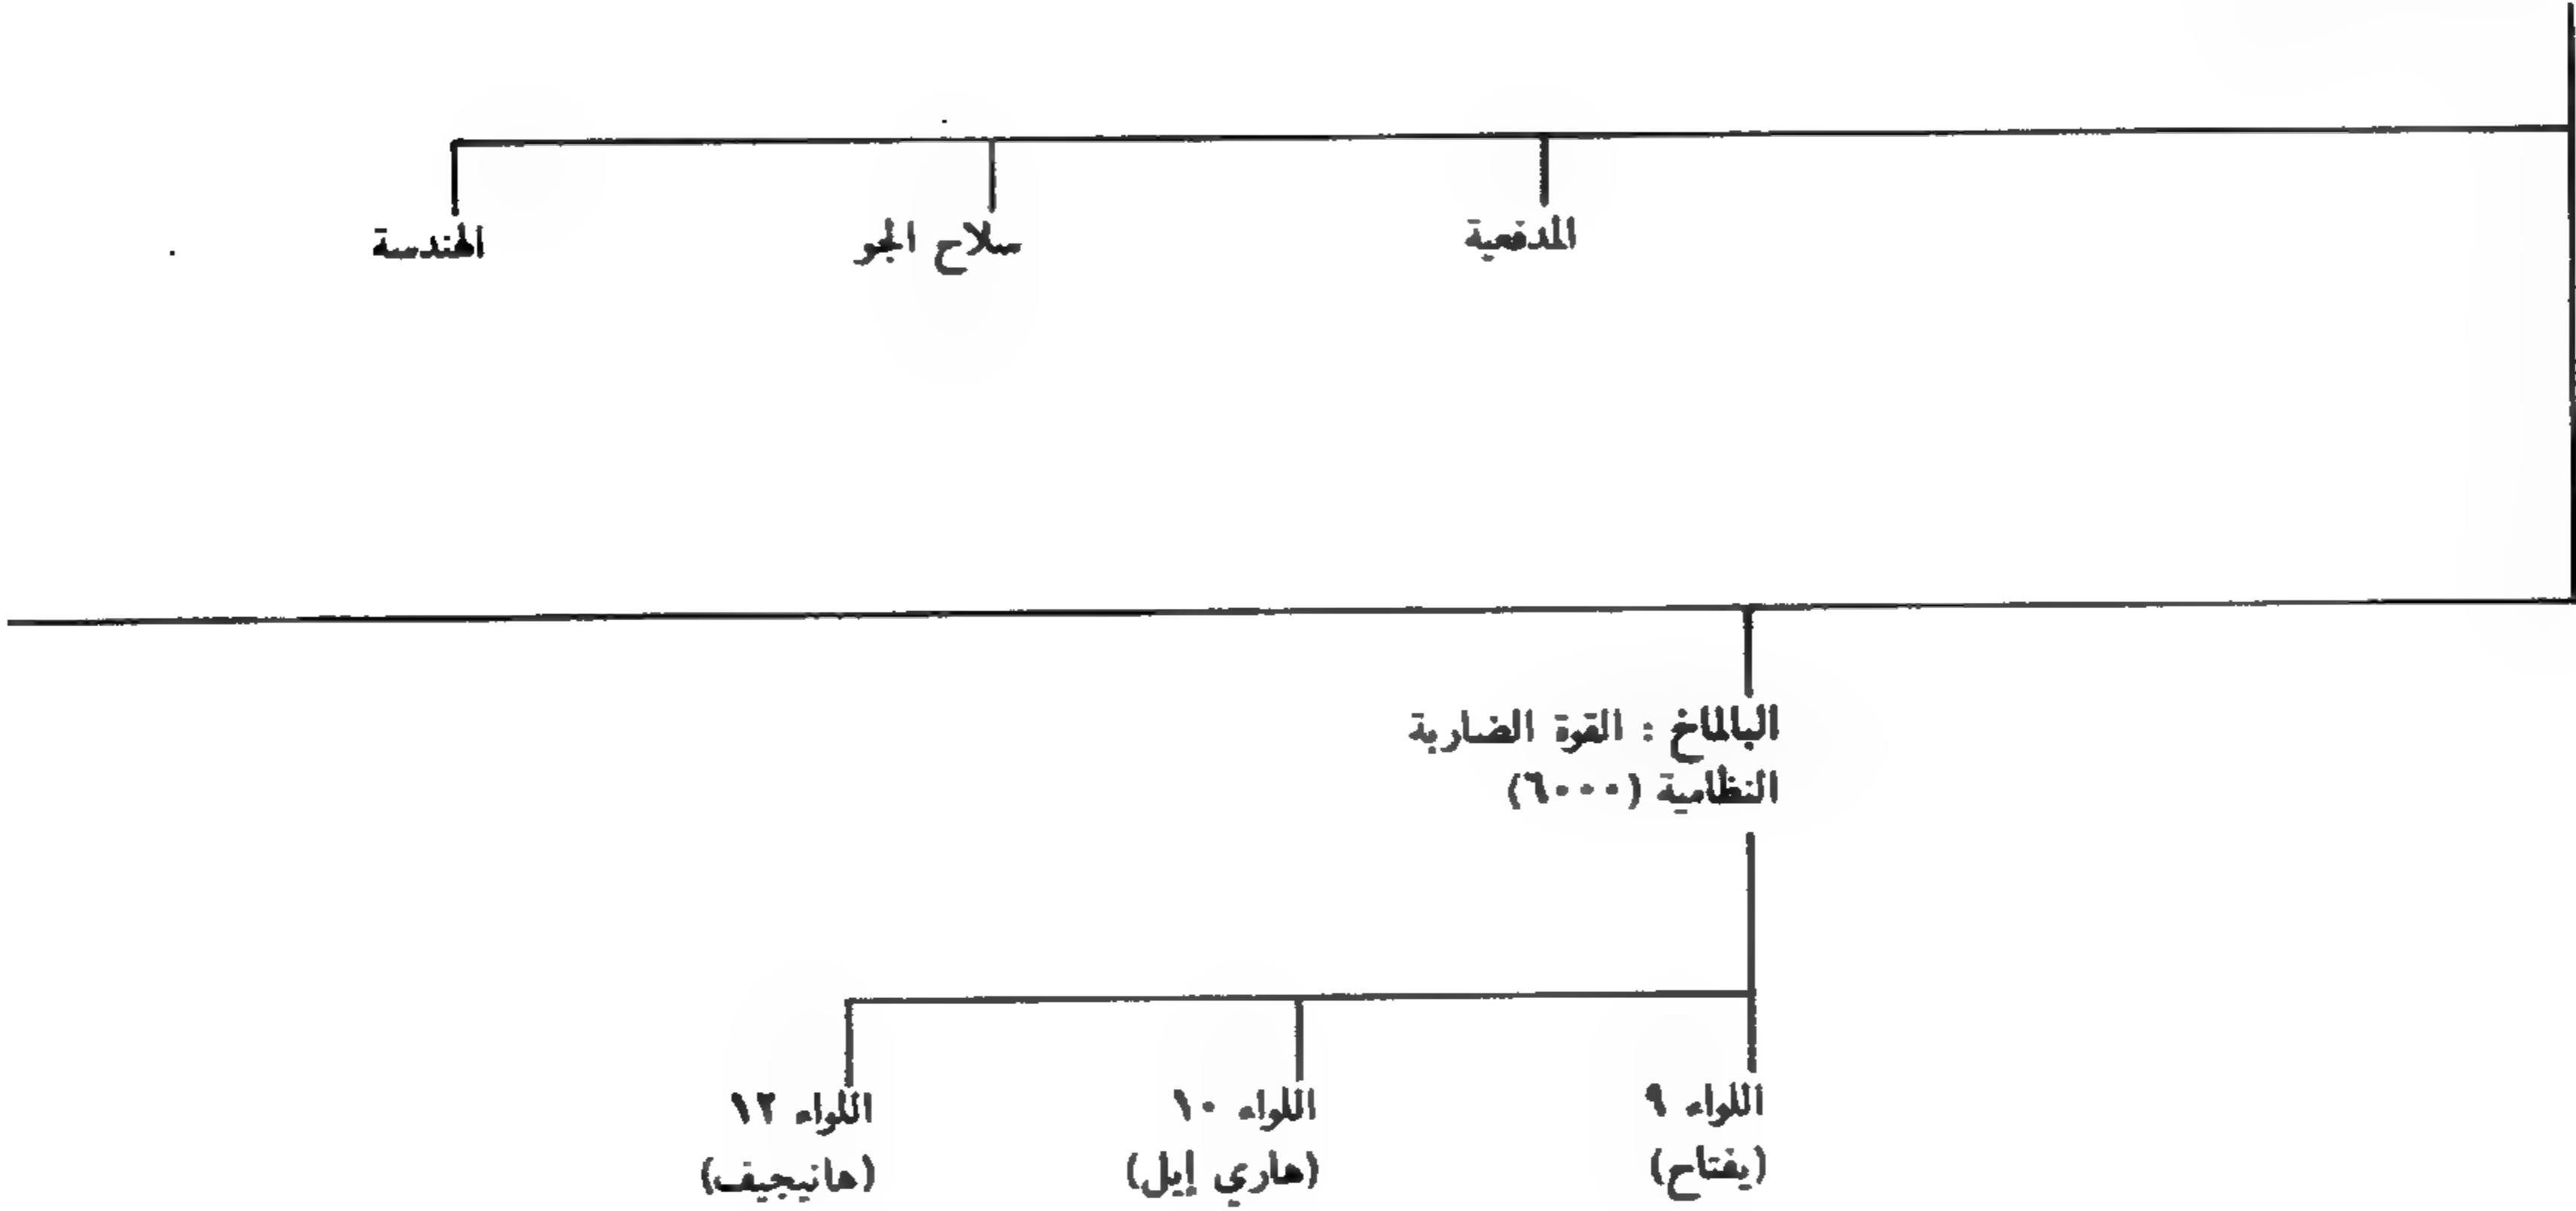 المدفعية
سلاح الجو
الهندسة
البالماخ : القوة الضاربة
النظامية (٦٠٠٠)
اللواء ٩
(يفتاح)
اللواء ١٠
(هاري إيل)
اللواء ١٢
(هانيجيف)